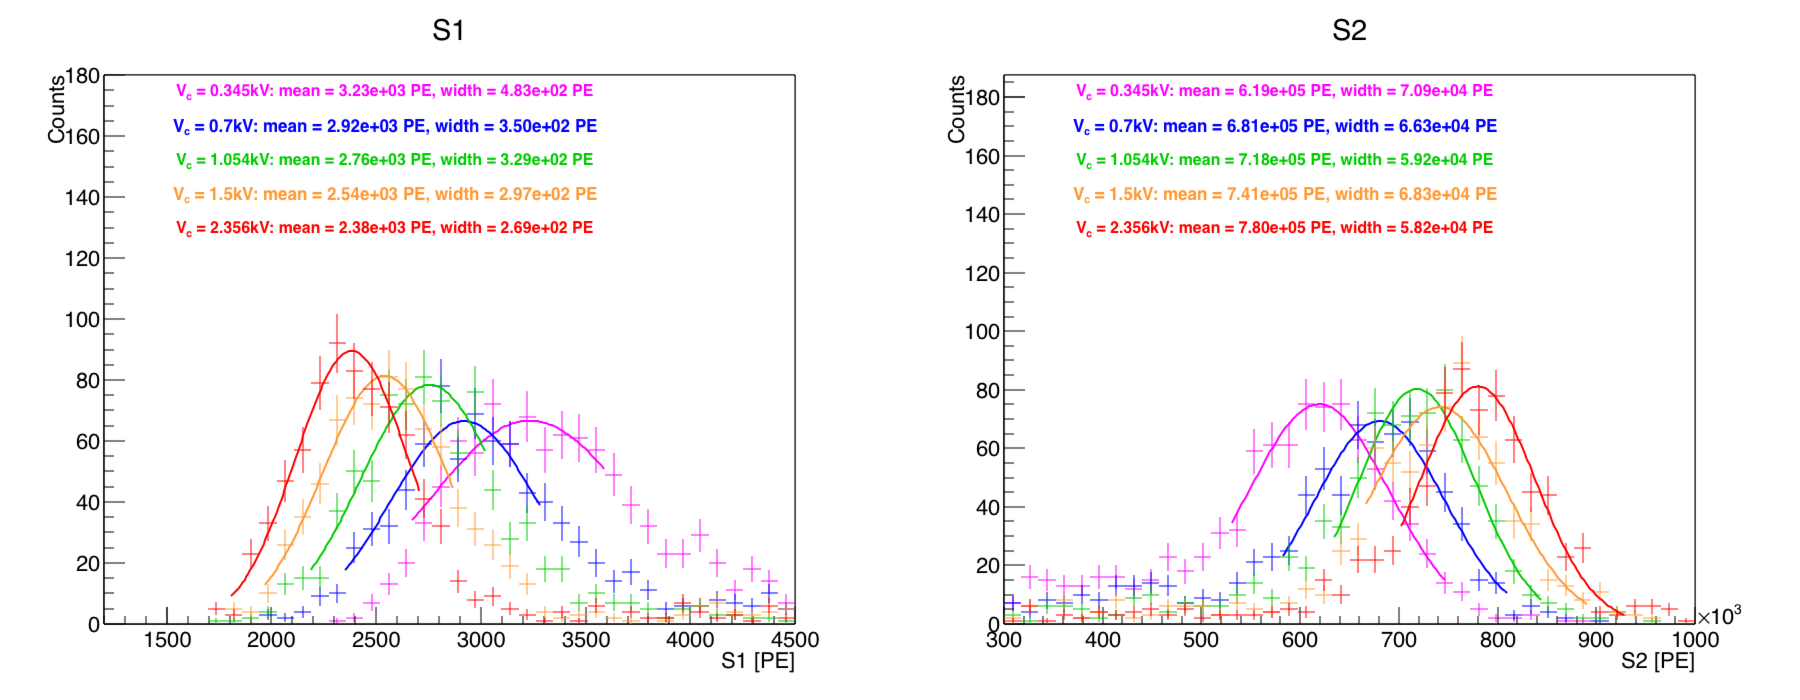 S1
Counts
180
160
140
120
100
80
60
40
20
0
V_c = 0.345kV: mean = 3.23e+03 PE, width = 4.83e+02 PE
V_c = 0.7kV: mean = 2.92e+03 PE, width = 3.50e+02 PE
V_c = 1.054kV: mean = 2.76e+03 PE, width = 3.29e+02 PE
V_c = 1.5kV: mean = 2.54e+03 PE, width = 2.97e+02 PE
V_c = 2.356kV: mean = 2.38e+03 PE, width = 2.69e+02 PE
1500 2000 2500 3000 3500 4000 4500
S1 [PE]
S2
Counts
180
160
140
120
100
80
60
40
20
0
V_c = 0.345kV: mean = 6.19e+05 PE, width = 7.09e+04 PE
V_c = 0.7kV: mean = 6.81e+05 PE, width = 6.63e+04 PE
V_c = 1.054kV: mean = 7.18e+05 PE, width = 5.92e+04 PE
V_c = 1.5kV: mean = 7.41e+05 PE, width = 6.83e+04 PE
V_c = 2.356kV: mean = 7.80e+05 PE, width = 5.82e+04 PE
300 400 500 600 700 800 900 1000
×10³
S2 [PE]